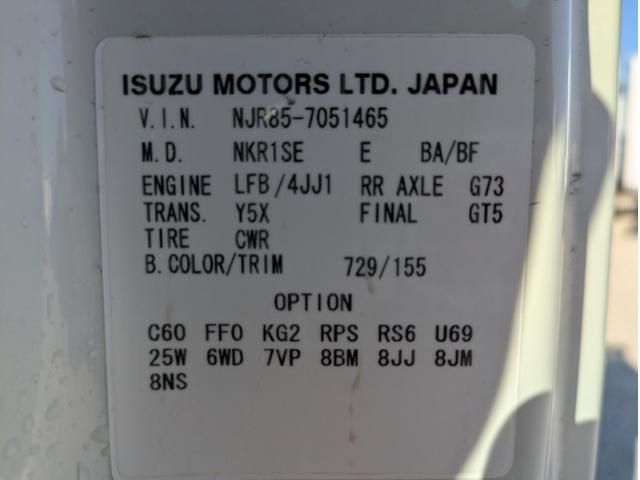 ISUZU MOTORS LTD. JAPAN
V.I.N. NJR85-7051465
M.D. NKR1SE E BA/BF
ENGINE LFB/4JJ1 RR AXLE G73
TRANS. Y5X FINAL GT5
TIRE CWR
B.COLOR/TRIM 729/155
OPTION
C60 FF0 KG2 RPS RS6 U69
25W 6WD 7VP 8BM 8JJ 8JM
8NS